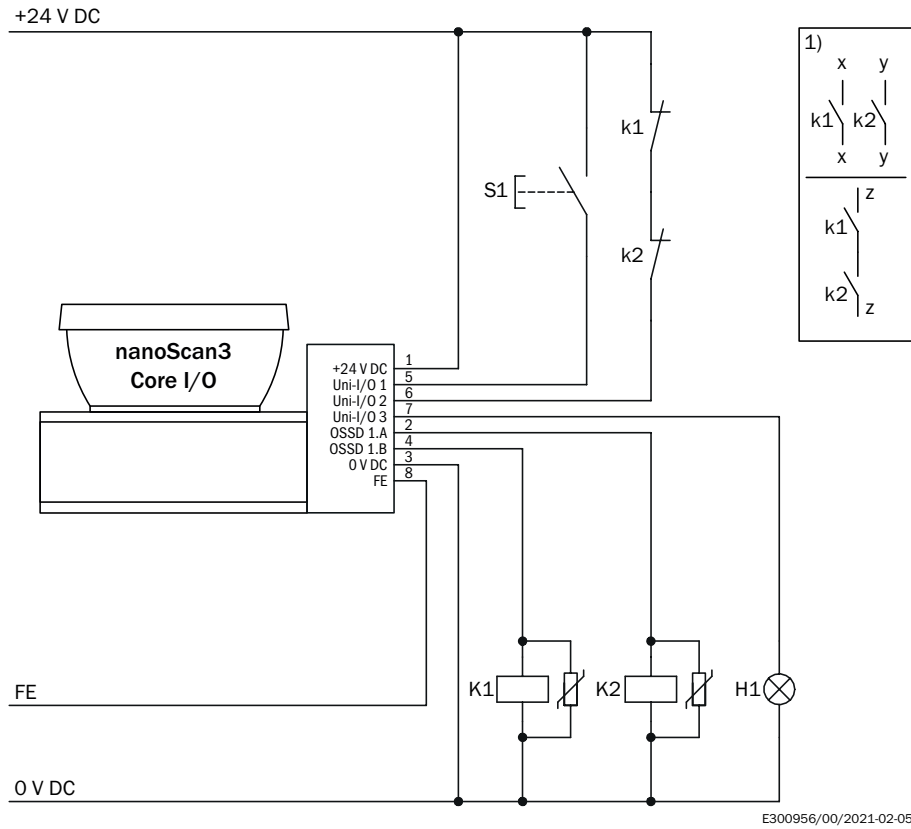 +24 V DC
1)
x y
k1 k2
x y
z
k1
k2
z
k1
S1
k2
nanoScan3
Core I/O
+24 V DC 1
Uni-I/O 1 5
Uni-I/O 2 6
Uni-I/O 3 7
OSSD 1.A 2
OSSD 1.B 4
0 V DC 3
FE 8
FE
K1 K2 H1
0 V DC
E300956/00/2021-02-05